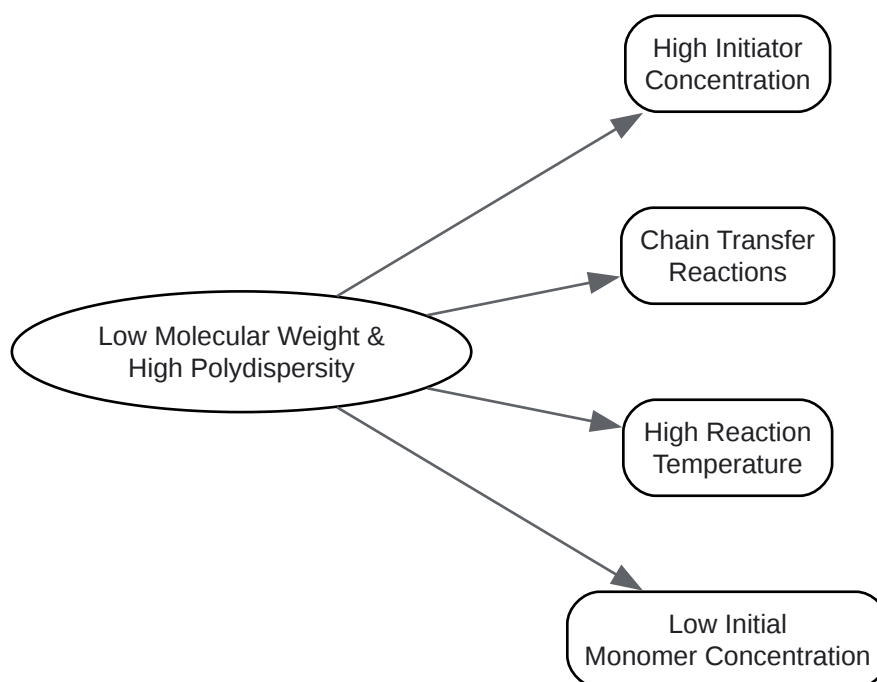 High Initiator
Concentration
Chain Transfer
Reactions
Low Molecular Weight &
High Polydispersity
High Reaction
Temperature
Low Initial
Monomer Concentration